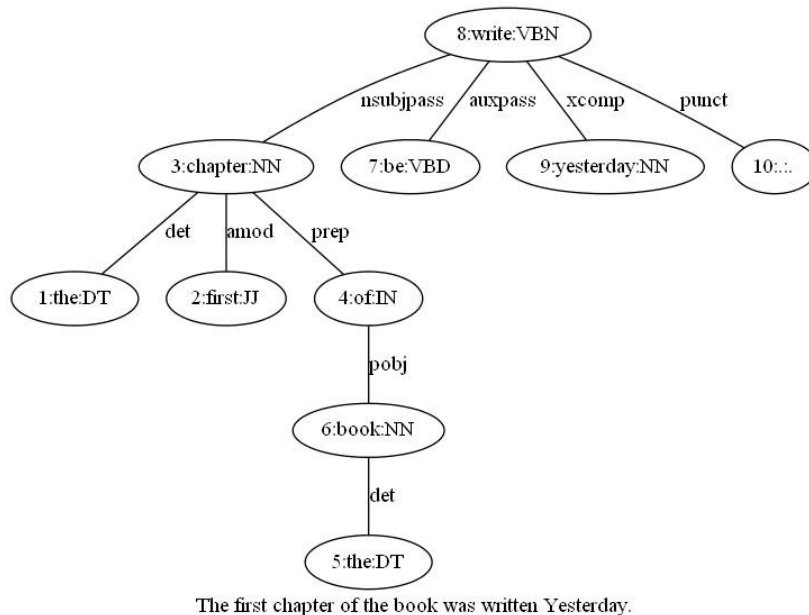 8:write:VBN
nsubjpass auxpass xcomp punct
3:chapter:NN 7:be:VBD 9:yesterday:NN 10:.:.
det amod prep
1:the:DT 2:first:JJ 4:of:IN
pobj
6:book:NN
det
5:the:DT
The first chapter of the book was written Yesterday.